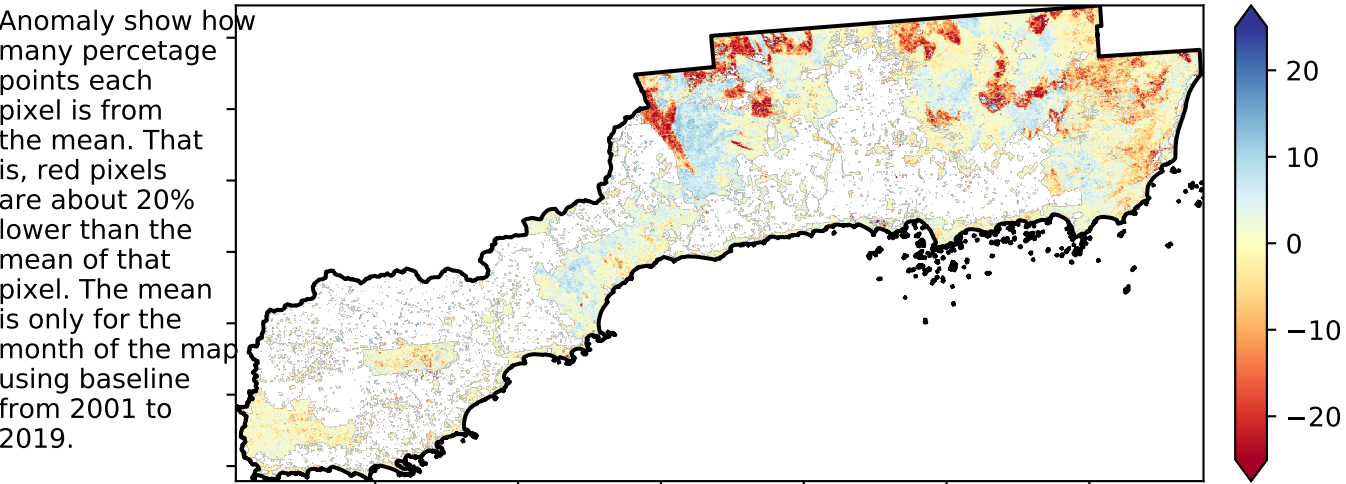 Anomaly show how
many percetage
points each
pixel is from
the mean. That
is, red pixels
are about 20%
lower than the
mean of that
pixel. The mean
is only for the
month of the map
using baseline
from 2001 to
2019.
20
10
0
−10
−20